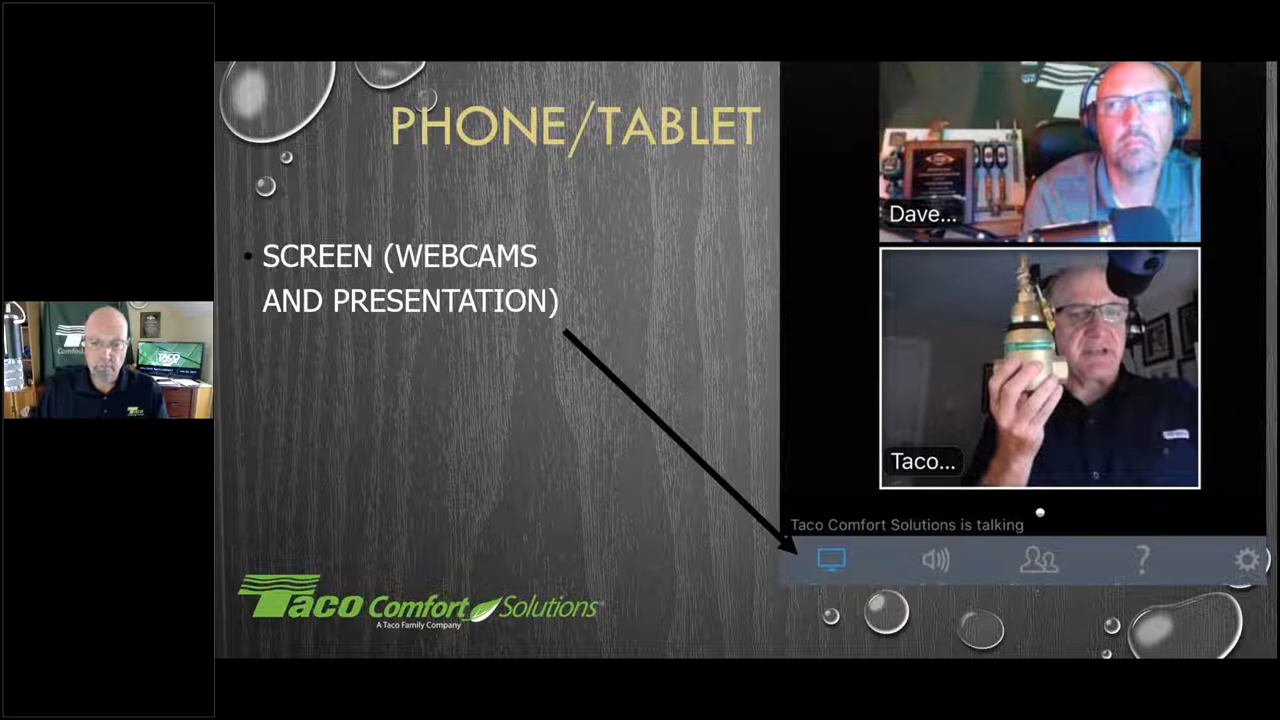 PHONE/TABLET
SCREEN (WEBCAMS
AND PRESENTATION)
Dave...
Taco...
Taco Comfort Solutions is talking
?
Taco Comfort Solutions
A Taco Family Company
TACO